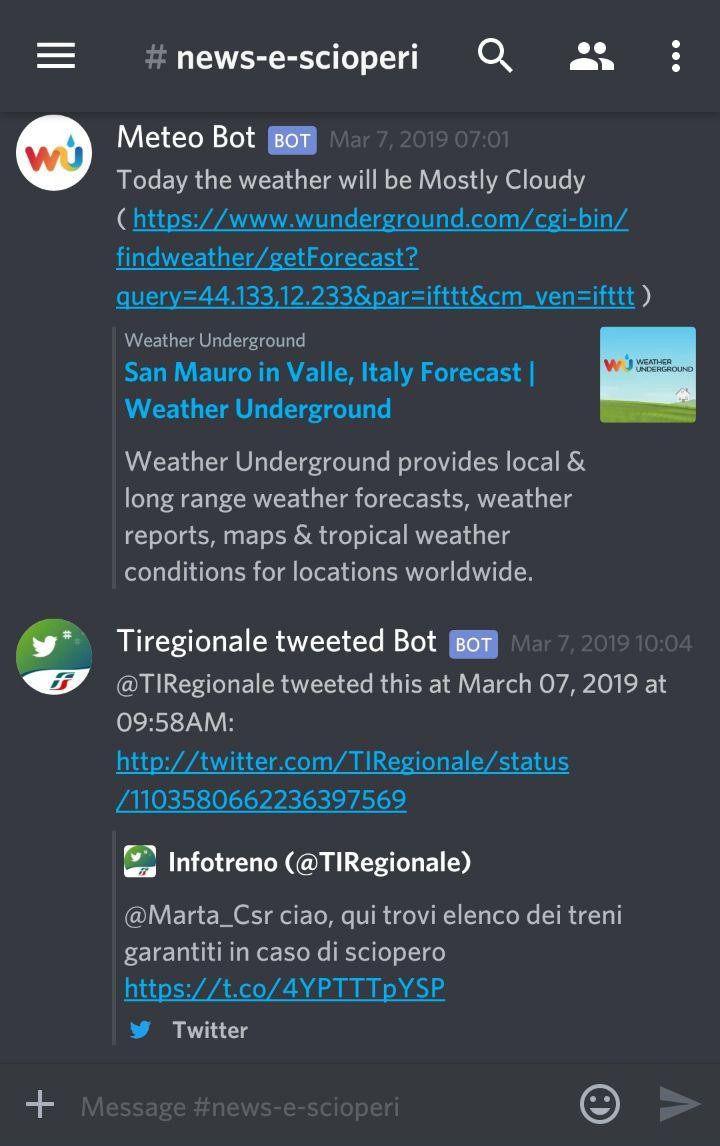 # news-e-scioperi
Meteo Bot BOT Mar 7, 2019 07:01
Today the weather will be Mostly Cloudy
( https://www.wunderground.com/cgi-bin/
findweather/getForecast?
query=44.133,12.233&par=ifttt&cm_ven=ifttt )
Weather Underground
San Mauro in Valle, Italy Forecast |
Weather Underground
WU WEATHER
UNDERGROUND
Weather Underground provides local &
long range weather forecasts, weather
reports, maps & tropical weather
conditions for locations worldwide.
Tiregionale tweeted Bot BOT Mar 7, 2019 10:04
@TIRegionale tweeted this at March 07, 2019 at
09:58AM:
http://twitter.com/TIRegionale/status
/1103580662236397569
Infotreno (@TIRegionale)
@Marta_Csr ciao, qui trovi elenco dei treni
garantiti in caso di sciopero
https://t.co/4YPTTTpYSP
Twitter
Message #news-e-scioperi